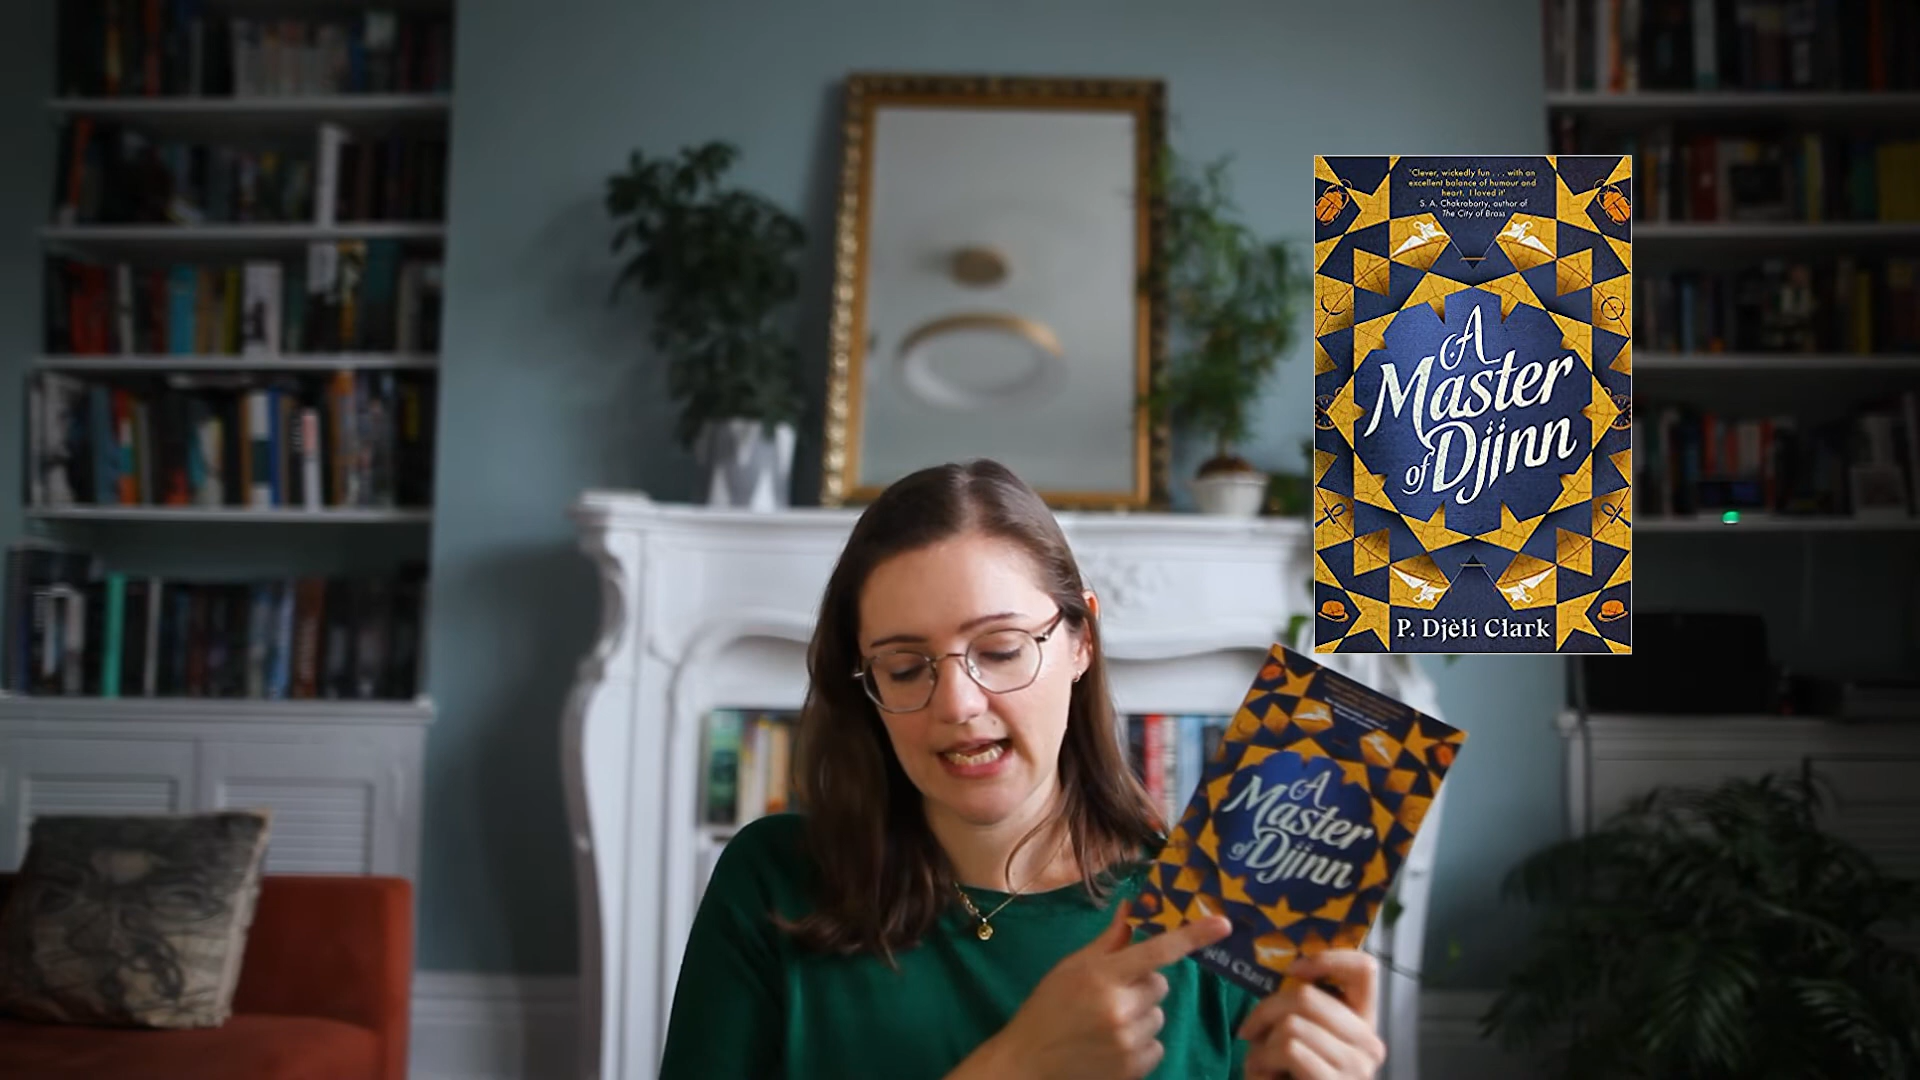 'Clever, wickedly fun . . . with an
excellent balance of humour and
heart. I loved it'
S. A. Chakraborty, author of
The City of Brass
A
Master
of Djinn
P. Djèlí Clark
A
Master
of Djinn
Clark